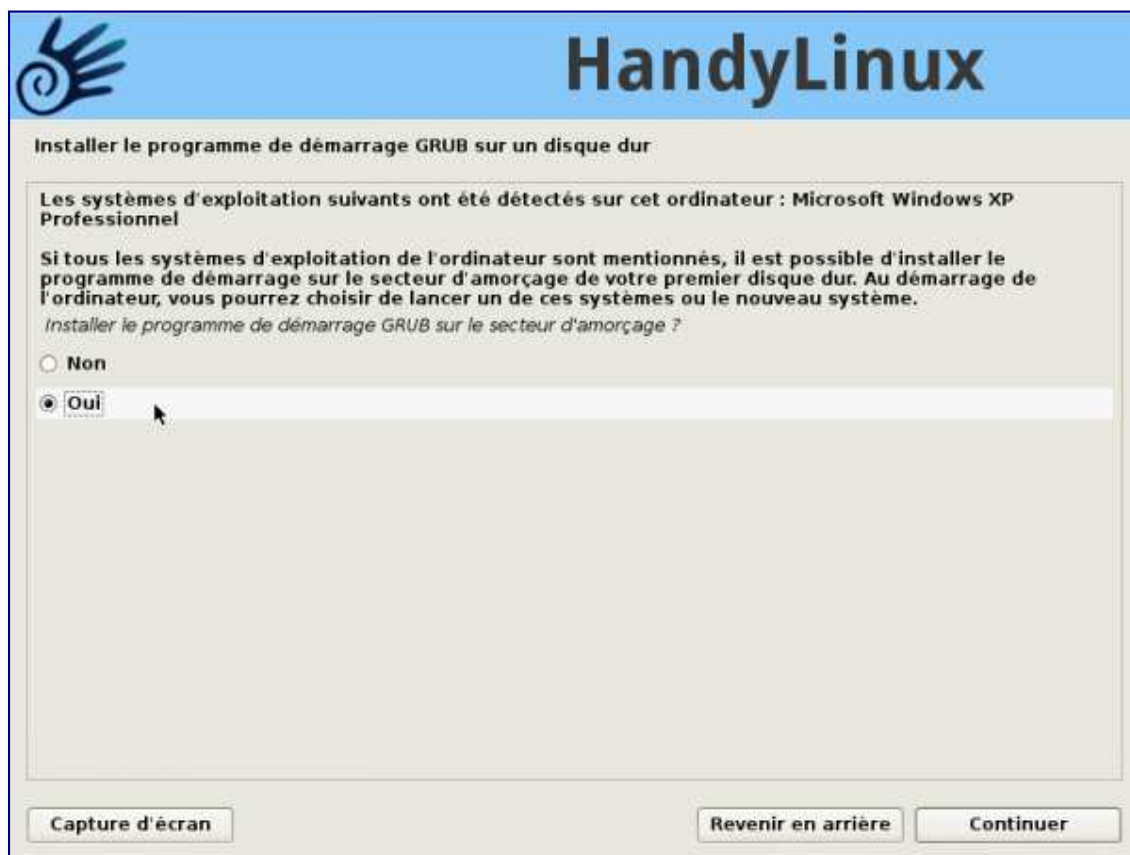 HandyLinux
Installer le programme de démarrage GRUB sur un disque dur
Les systèmes d'exploitation suivants ont été détectés sur cet ordinateur : Microsoft Windows XP
Professionnel
Si tous les systèmes d'exploitation de l'ordinateur sont mentionnés, il est possible d'installer le
programme de démarrage sur le secteur d'amorçage de votre premier disque dur. Au démarrage de
l'ordinateur, vous pourrez choisir de lancer un de ces systèmes ou le nouveau système.
Installer le programme de démarrage GRUB sur le secteur d'amorçage ?
Non
Oui
Capture d'écran
Revenir en arrière
Continuer